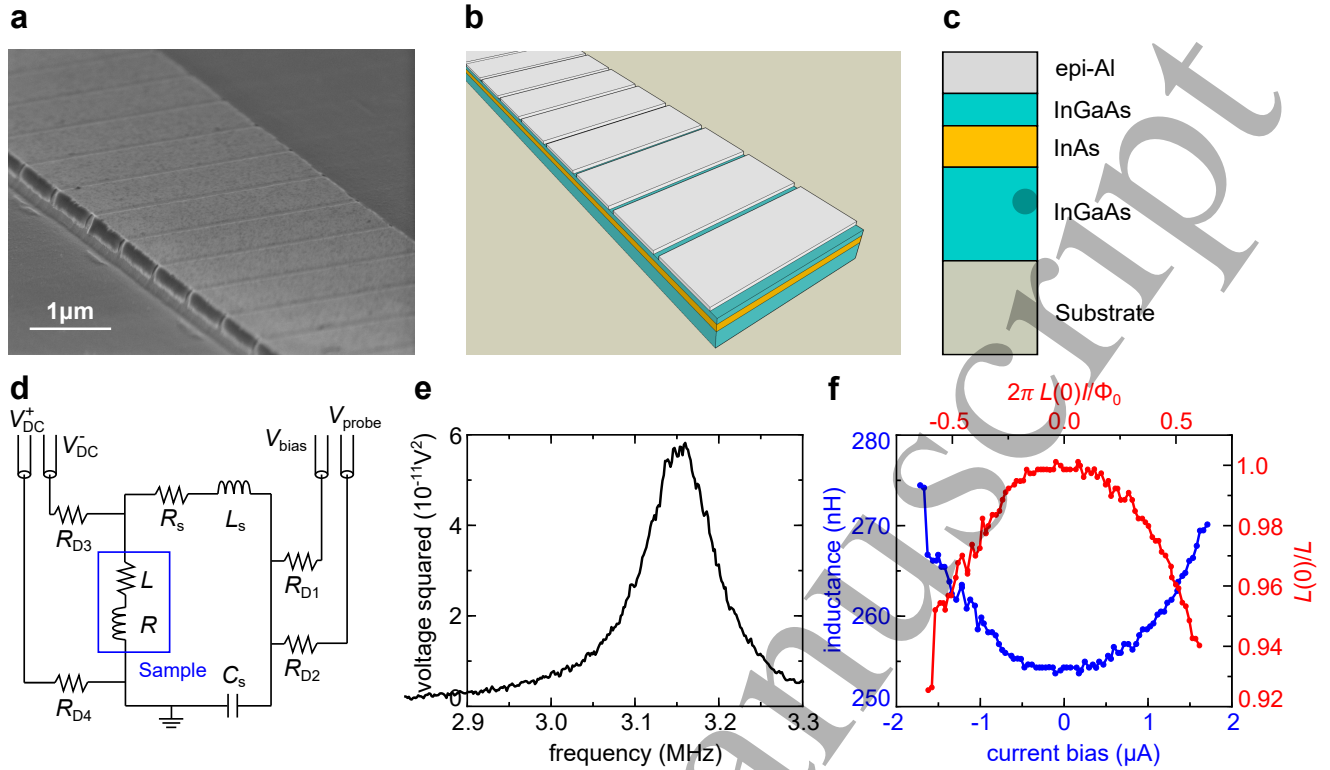 a
1μm
b
c
epi-Al
InGaAs
InAs
InGaAs
Substrate
d
V⁺DC
V⁻DC
Vbias
Vprobe
Rs
Ls
RD3
L
R
Sample
RD1
RD2
Cs
RD4
e
voltage squared (10⁻¹¹V²)
6
4
2
0
2.9 3.0 3.1 3.2 3.3
frequency (MHz)
f
2π L(0)I/Φ₀
-0.5 0.0 0.5
inductance (nH)
280
270
260
250
-2 -1 0 1 2
current bias (μA)
1.0
0.98
0.96
0.94
0.92
L(0)/L
anuscript